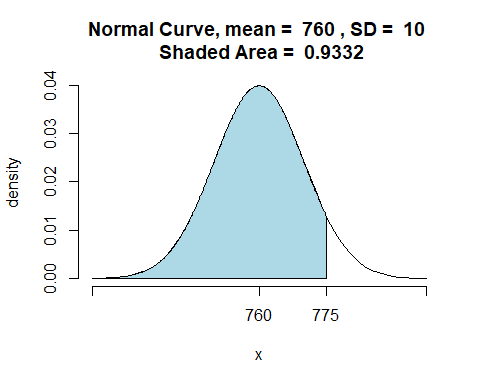 Normal Curve, mean =  760 , SD =  10
Shaded Area =  0.9332
density
0.04
0.03
0.02
0.01
0.00
760
775
x